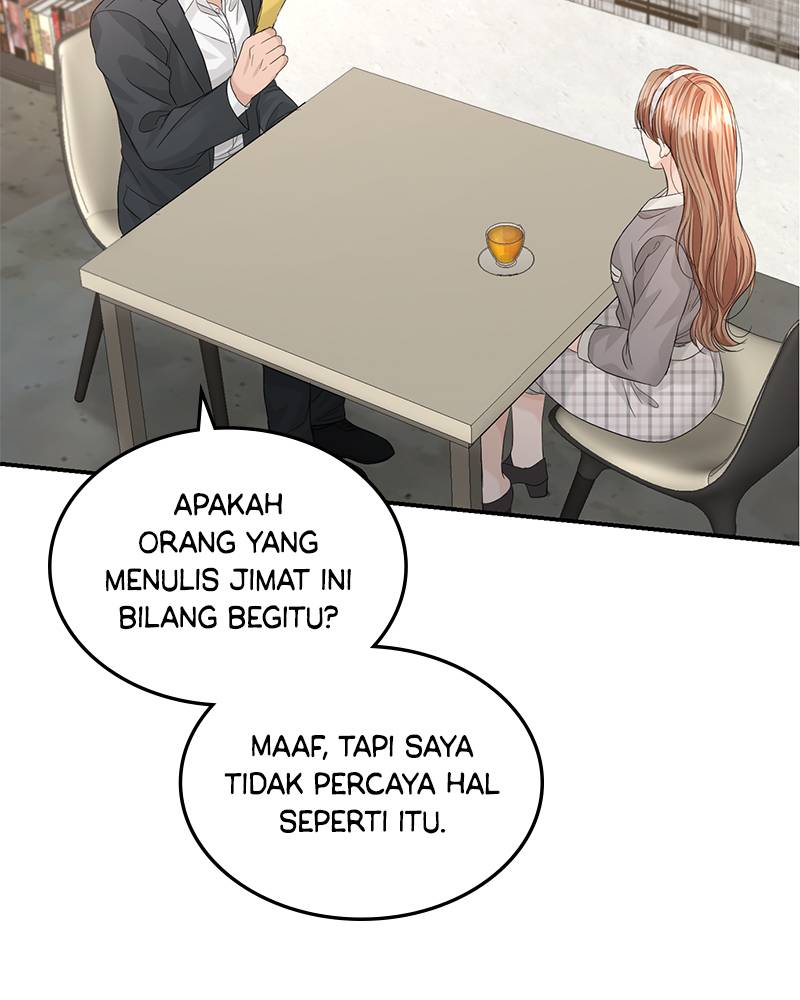 APAKAH
ORANG YANG
MENULIS JIMAT INI
BILANG BEGITU?
MAAF, TAPI SAYA
TIDAK PERCAYA HAL
SEPERTI ITU.